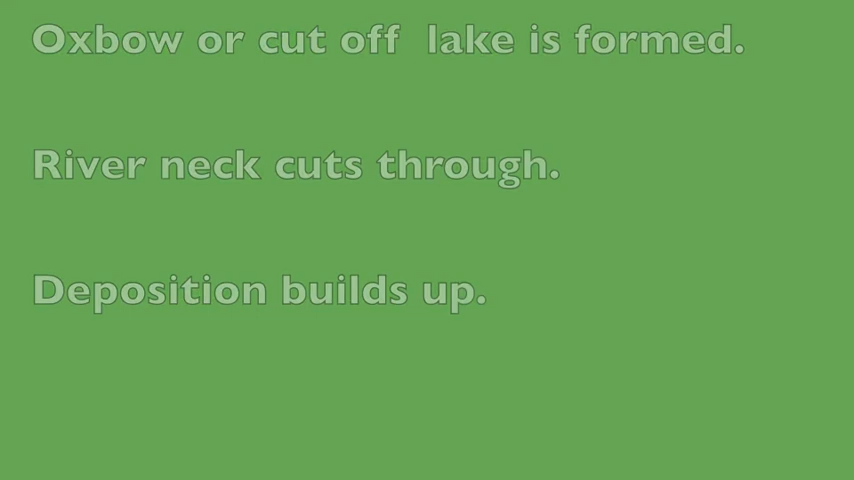 Oxbow or cut off  lake is formed.
River neck cuts through.
Deposition builds up.